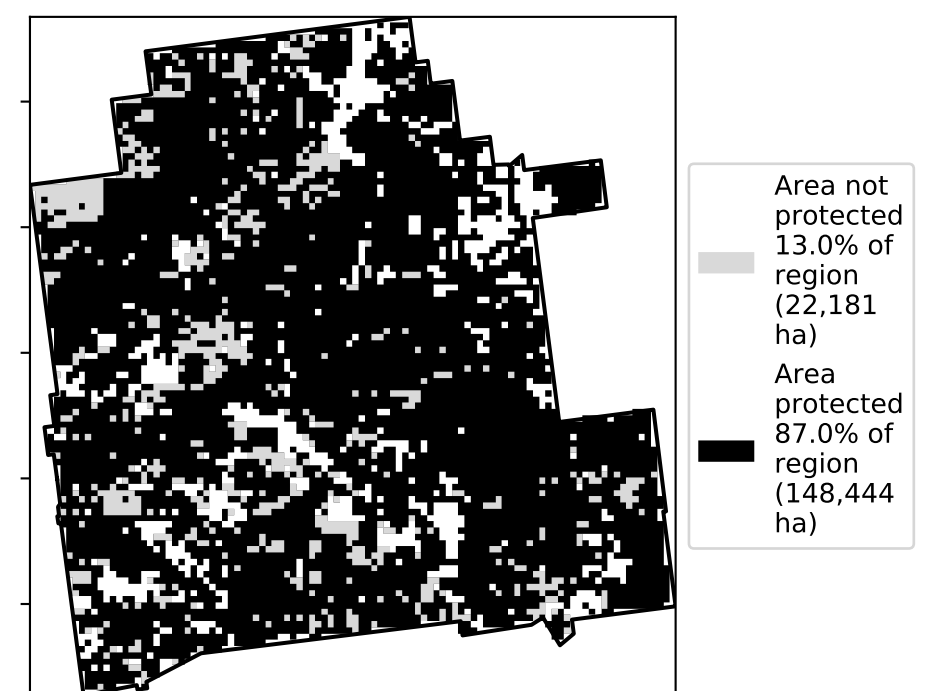 Area not
protected
13.0% of
region
(22,181
ha)
Area
protected
87.0% of
region
(148,444
ha)